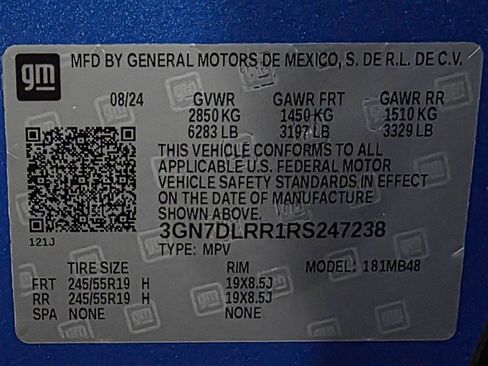 gm MFD BY GENERAL MOTORS DE MEXICO, S. DE R.L. DE C.V.
08/24 GVWR GAWR FRT GAWR RR
2850 KG 1450 KG 1510 KG
6283 LB 3197 LB 3329 LB
THIS VEHICLE CONFORMS TO ALL
APPLICABLE U.S. FEDERAL MOTOR
VEHICLE SAFETY STANDARDS IN EFFECT
ON THE DATE OF MANUFACTURE
SHOWN ABOVE.
3GN7DLRR1RS247238
121J TYPE: MPV
TIRE SIZE RIM MODEL: 181MB48
FRT 245/55R19 H 19X8.5J
RR 245/55R19 H 19X8.5J
SPA NONE NONE